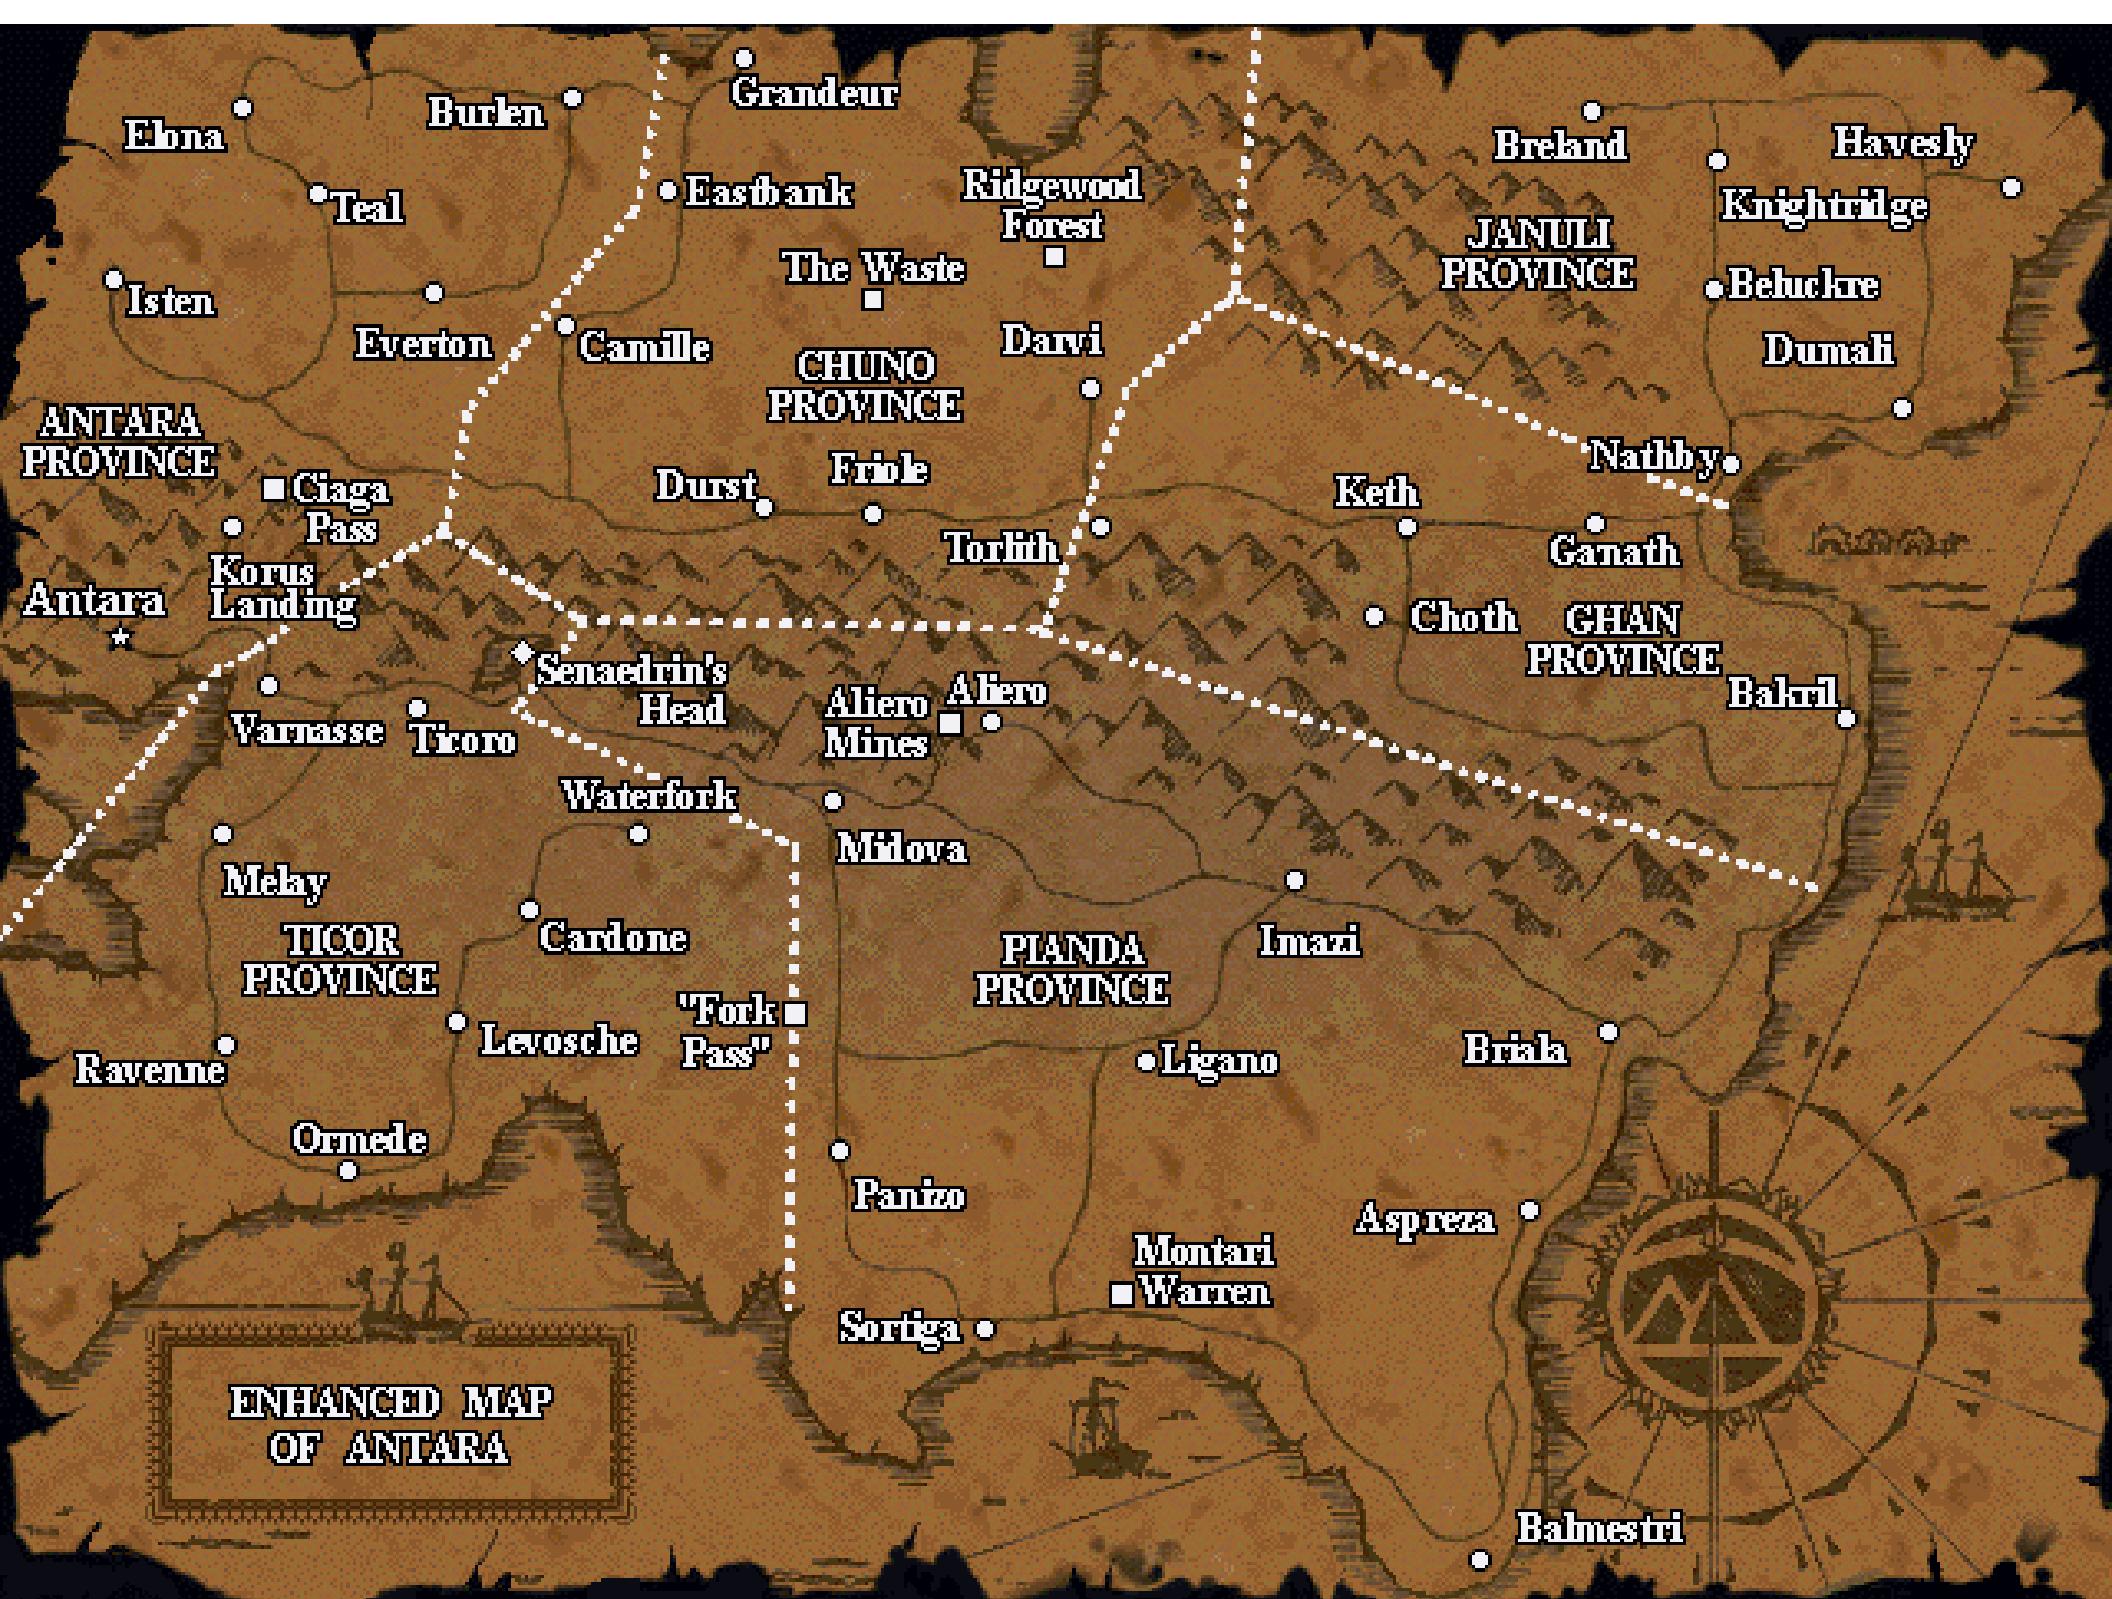 Grandeur
Elona
Burlen
Breland
Havesly
Teal
Eastbank
Ridgewood
Forest
Knightridge
JANULI
PROVINCE
The Waste
Isten
Everton
Camille
Darvi
Beluckre
Dumali
CHUNO
PROVINCE
ANTARA
PROVINCE
Ciaga
Pass
Durst
Friole
Keth
Nathby
Torlith
Ganath
Korus
Landing
Antara
Choth
GHAN
PROVINCE
Senaedrin's
Head
Aliero
Mines
Aliero
Bakril
Varnasse
Ticoro
Waterfork
Midova
Melay
Cardone
TICOR
PROVINCE
PIANDA
PROVINCE
Imazi
"Fork
Pass"
Levosche
Ravenne
Ligano
Briala
Ormede
Panizo
Aspreza
Montari
Warren
Sortiga
ENHANCED MAP
OF ANTARA
Balmestri